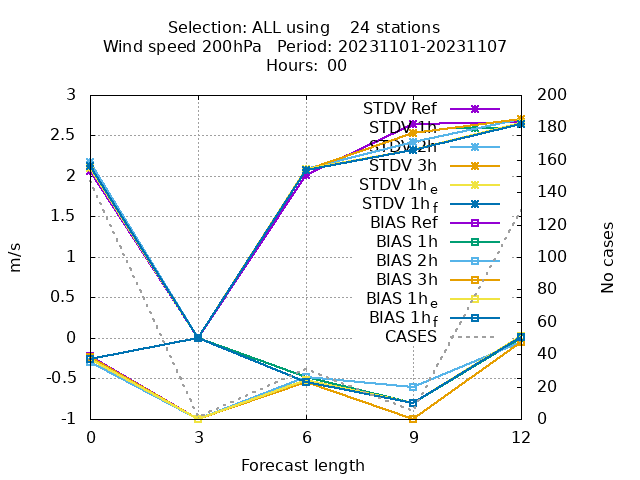 Selection: ALL using 24 stations
Wind speed 200hPa Period: 20231101-20231107
Hours: 00
3
2.5
2
1.5
1
0.5
0
-0.5
-1
m/s
200
180
160
140
120
100
80
60
40
20
0
No cases
STDV Ref
STDV 1h
STDV 2h
STDV 3h
STDV 1he
STDV 1hf
BIAS Ref
BIAS 1h
BIAS 2h
BIAS 3h
BIAS 1he
BIAS 1hf
CASES
0 3 6 9 12
Forecast length